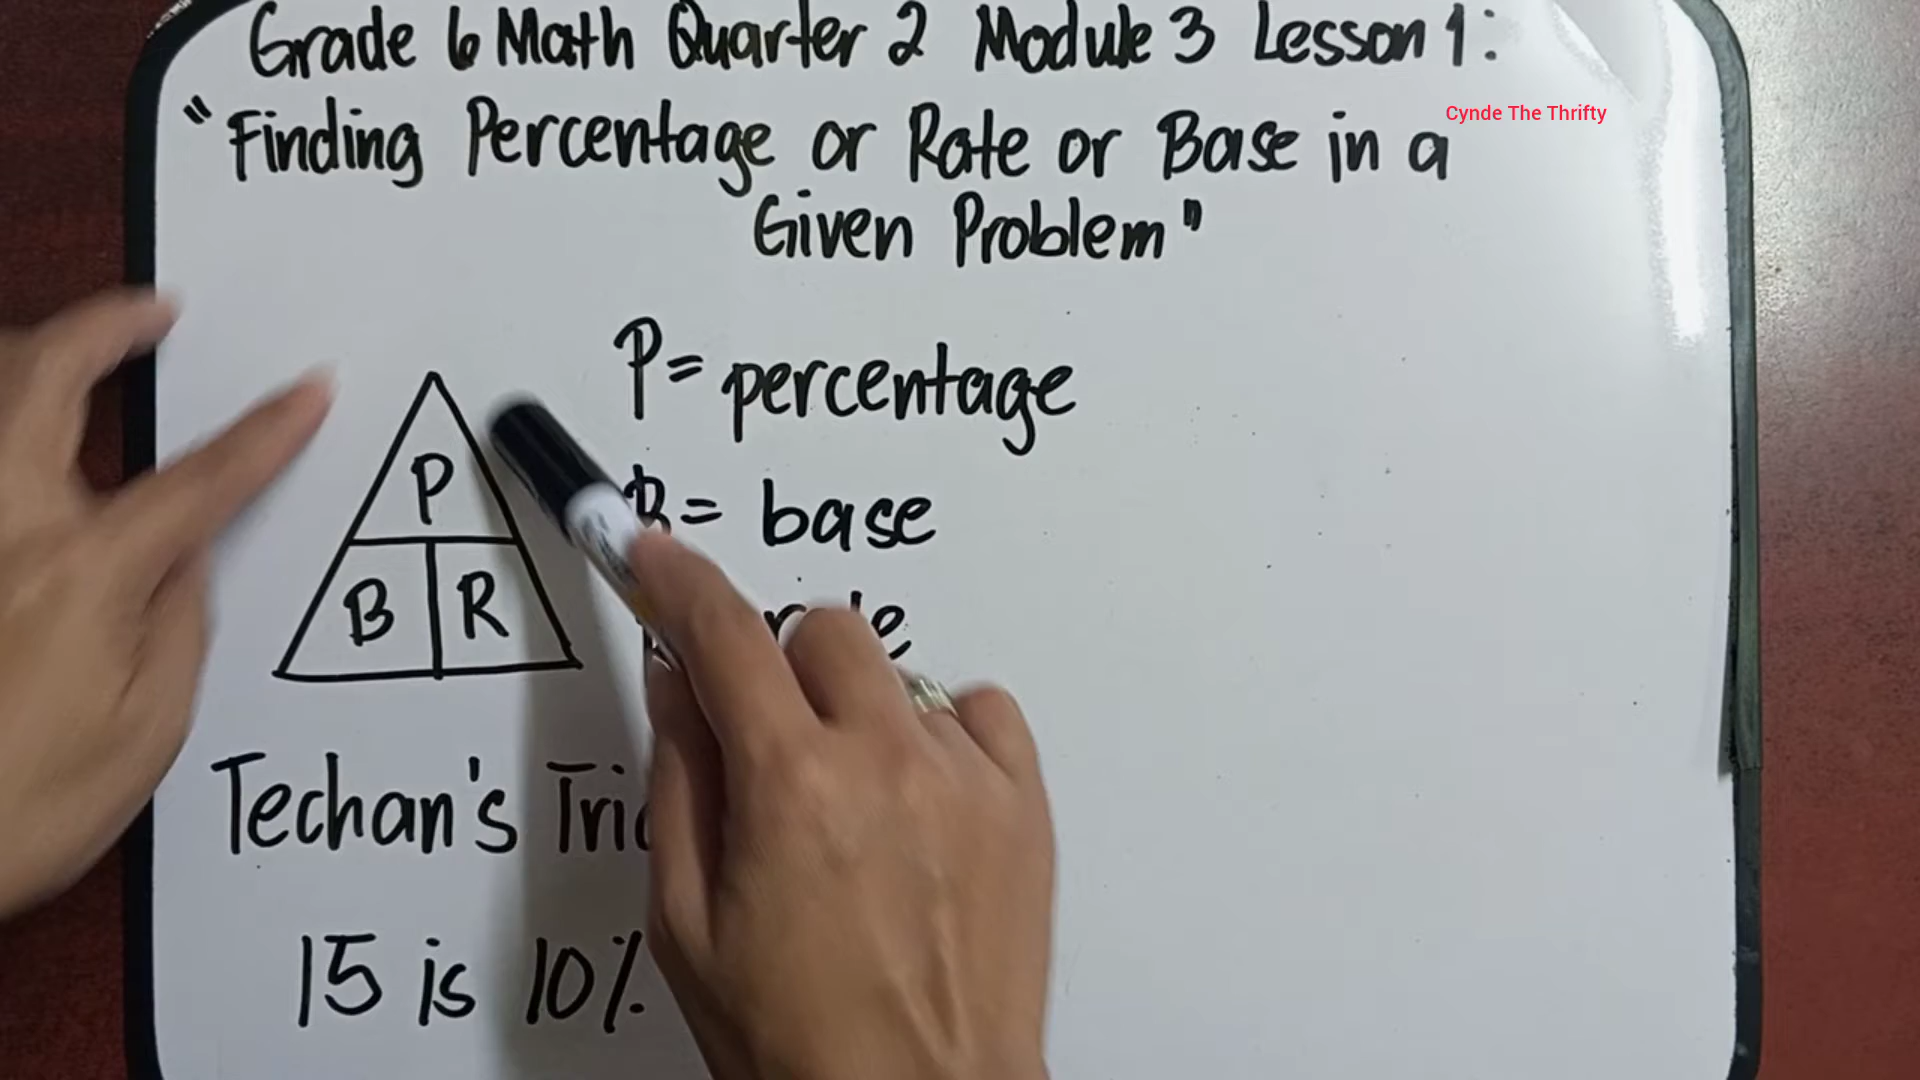 Grade 6 Math Quarter 2 Module 3 Lesson 1:
Cynde The Thrifty
"Finding Percentage or Rate or Base in a
Given Problem"
P = percentage
P
B = base
B R
Techan's
15 is 10%